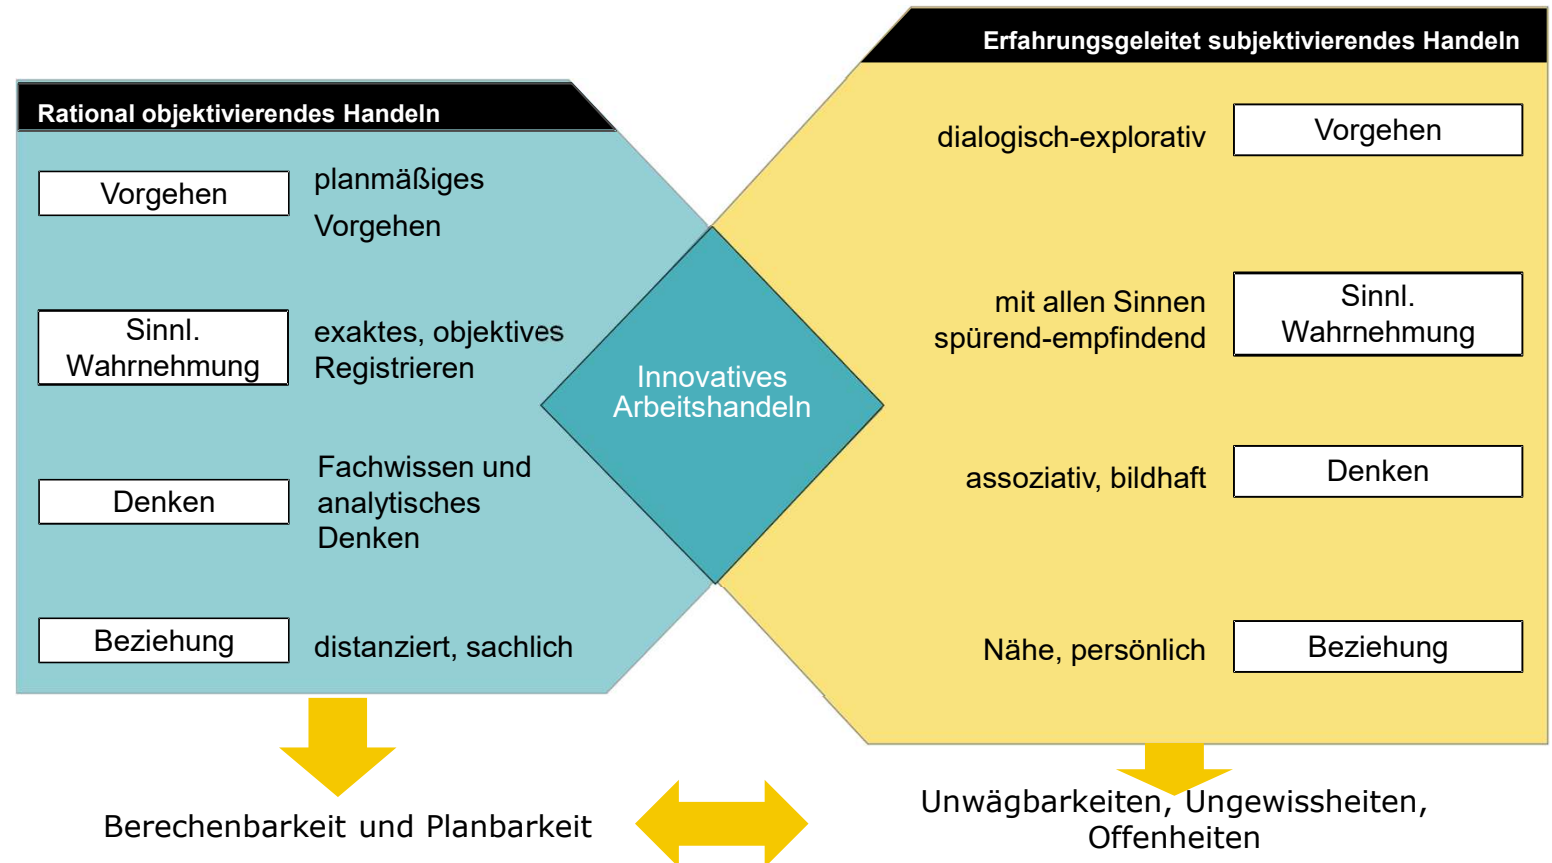 Rational objektivierendes Handeln
Vorgehen
planmäßiges
Vorgehen
Sinnl.
Wahrnehmung
exaktes, objektives
Registrieren
Denken
Fachwissen und
analytisches
Denken
Beziehung
distanziert, sachlich
Innovatives
Arbeitshandeln
Erfahrungsgeleitet subjektivierendes Handeln
dialogisch-explorativ
Vorgehen
mit allen Sinnen
spürend-empfindend
Sinnl.
Wahrnehmung
assoziativ, bildhaft
Denken
Nähe, persönlich
Beziehung
Berechenbarkeit und Planbarkeit
Unwägbarkeiten, Ungewissheiten,
Offenheiten